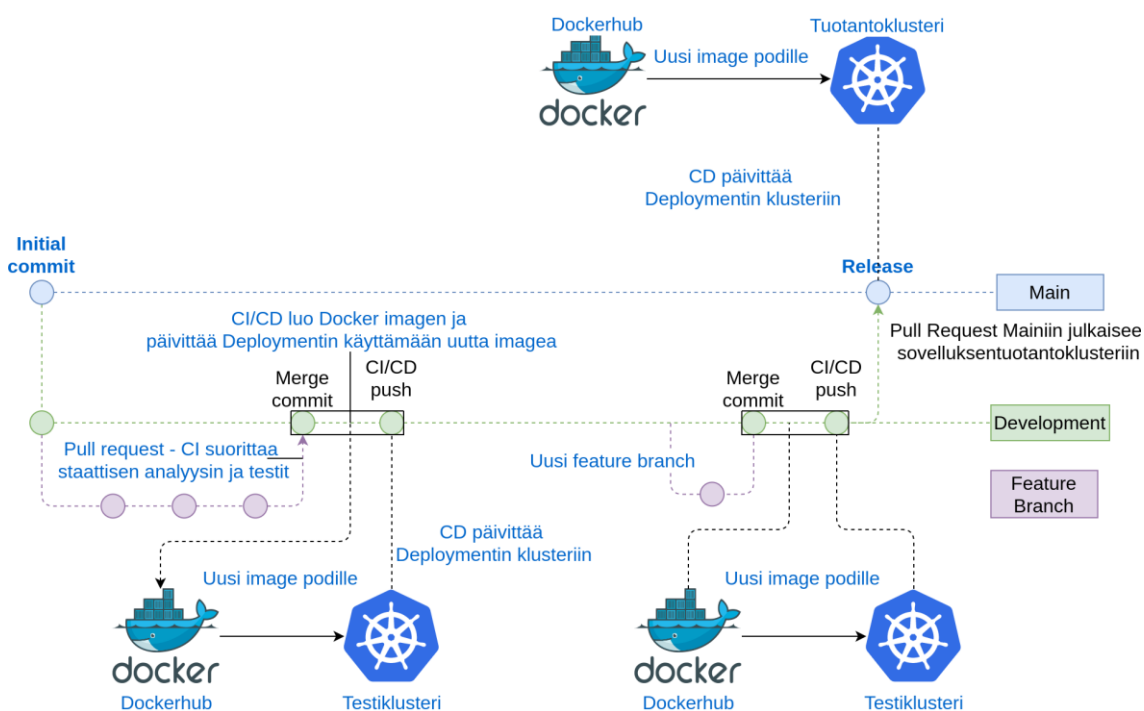 Dockerhub
Tuotantoklusteri
Uusi image podille
docker
CD päivittää
Deploymentin klusteriin
Initial
commit
Release
Main
CI/CD luo Docker imagen ja
päivittää Deploymentin käyttämään uutta imagea
Pull Request Mainiin julkaisee
sovelluksentuotantoklusteriin
Merge
commit
CI/CD
push
Merge
commit
CI/CD
push
Development
Pull request - CI suorittaa
staattisen analyysin ja testit
Uusi feature branch
Feature
Branch
CD päivittää
Deploymentin klusteriin
Uusi image podille
Uusi image podille
docker
docker
Dockerhub
Testiklusteri
Dockerhub
Testiklusteri